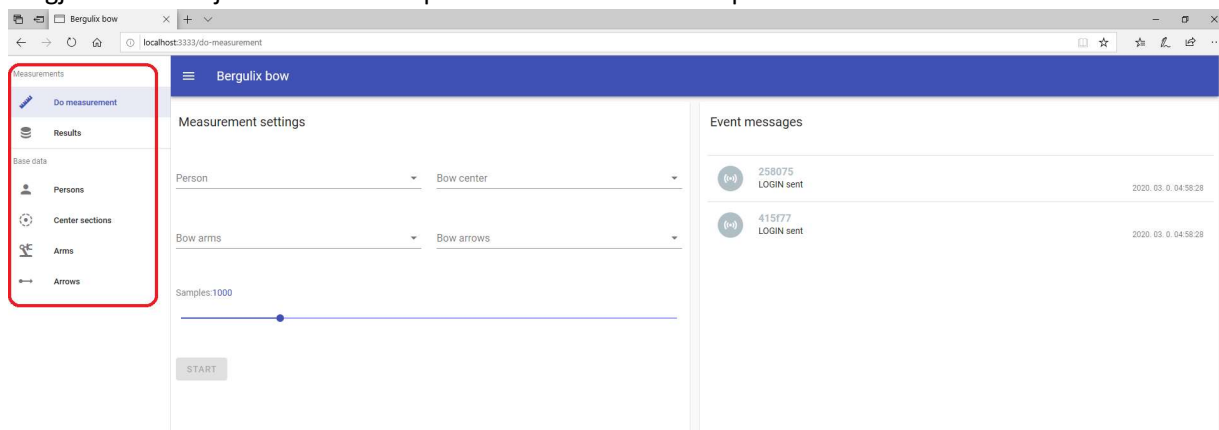 Bergulix bow
localhost:3333/do-measurement
Measurements
Do measurement
Results
Base data
Persons
Center sections
Arms
Arrows
Bergulix bow
Measurement settings
Person
Bow center
Bow arms
Bow arrows
Samples:1000
START
Event messages
258075
LOGIN sent
2020. 03. 0. 04:58:28
415f77
LOGIN sent
2020. 03. 0. 04:58:28